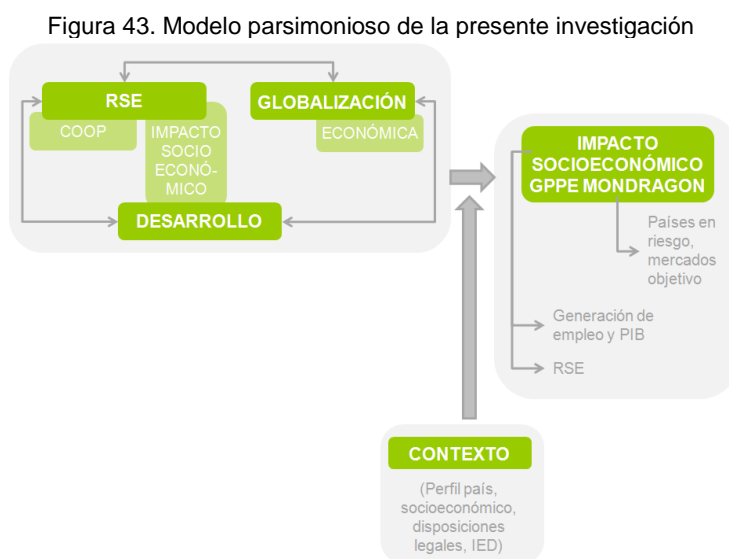 Figura 43. Modelo parsimonioso de la presente investigación
RSE
COOP
IMPACTO
SOCIO
ECONÓ-
MICO
GLOBALIZACIÓN
ECONÓMICA
DESARROLLO
IMPACTO
SOCIOECONÓMICO
GPPE MONDRAGON
Países en
riesgo,
mercados
objetivo
Generación de
empleo y PIB
RSE
CONTEXTO
(Perfil país,
socioeconómico,
disposiciones
legales, IED)